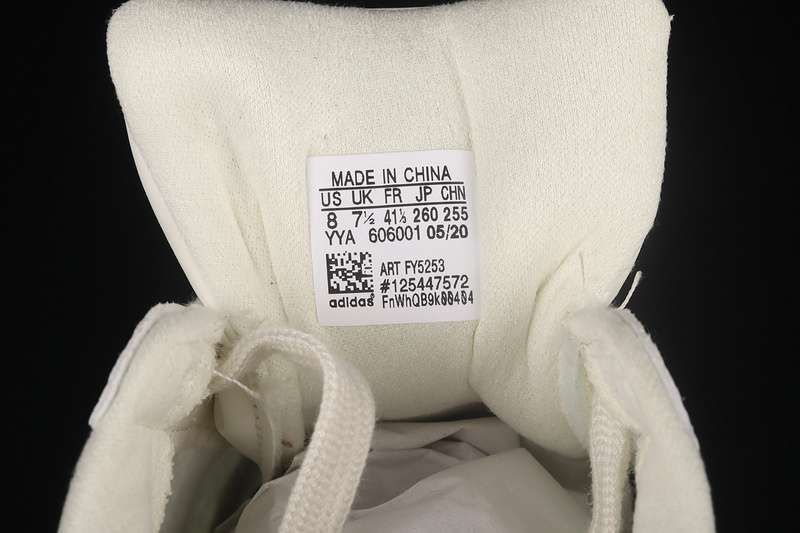 MADE IN CHINA
US UK FR JP CHN
8 7½ 41⅓ 260 255
YYA 606001 05/20
ART FY5253
#125447572
adidas® FnWhQB9k00404